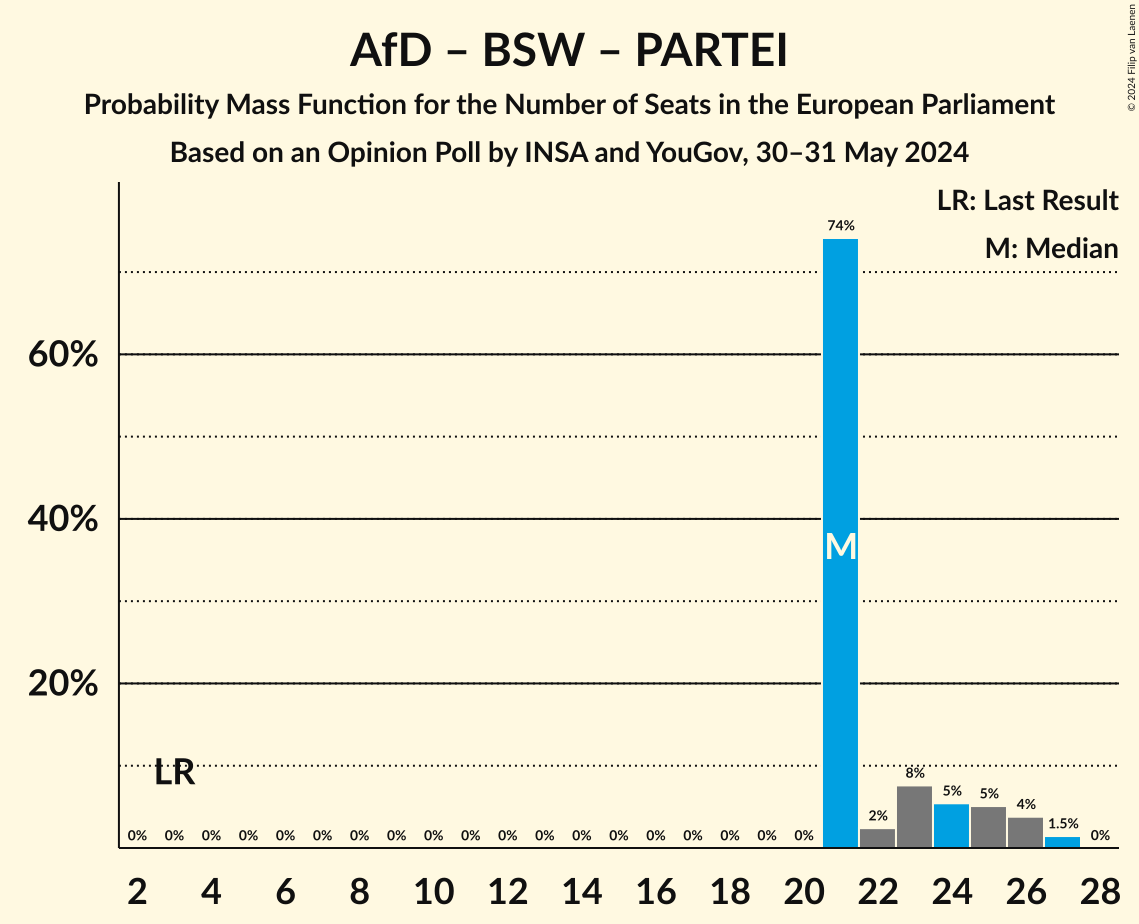 AfD – BSW – PARTEI
Probability Mass Function for the Number of Seats in the European Parliament
Based on an Opinion Poll by INSA and YouGov, 30–31 May 2024
© 2024 Filip van Laenen
LR: Last Result
M: Median
74%
60%
40%
M
20%
LR
8%
5%
5%
4%
2%
1.5%
0% 0% 0% 0% 0% 0% 0% 0% 0% 0% 0% 0% 0% 0% 0% 0% 0% 0% 0% 0%
2 4 6 8 10 12 14 16 18 20 22 24 26 28